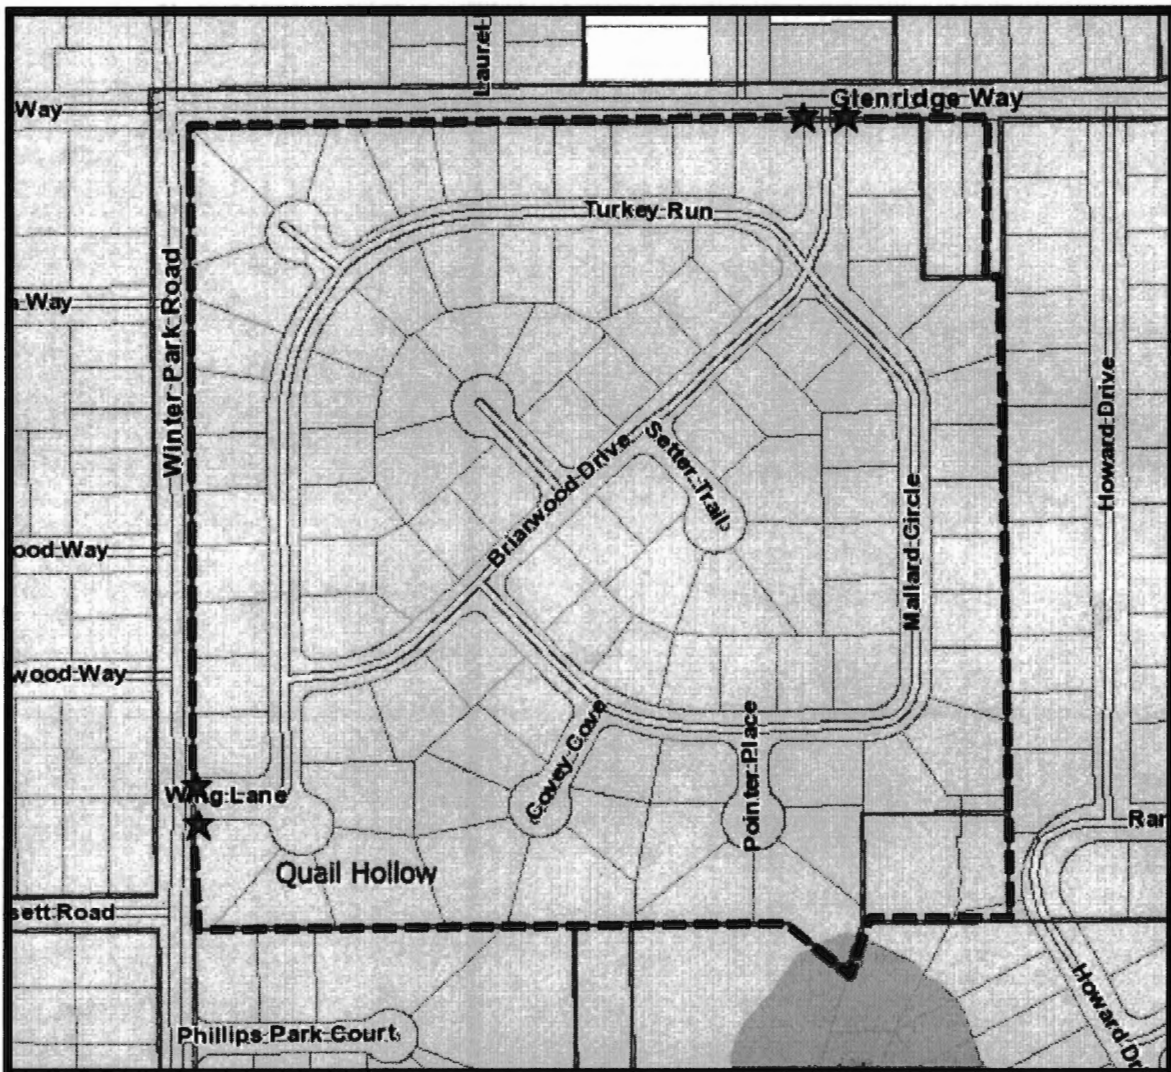 Laurel
Glenridge Way
Way
Turkey Run
Winter Park Road
a Way
Howard Drive
Setter Trail
Briarwood Drive
Mallard Circle
ood Way
wood Way
Covey Cove
Pointer Place
Wing Lane
Ran
Quail Hollow
sett Road
Howard Dr
Phillips Park Court